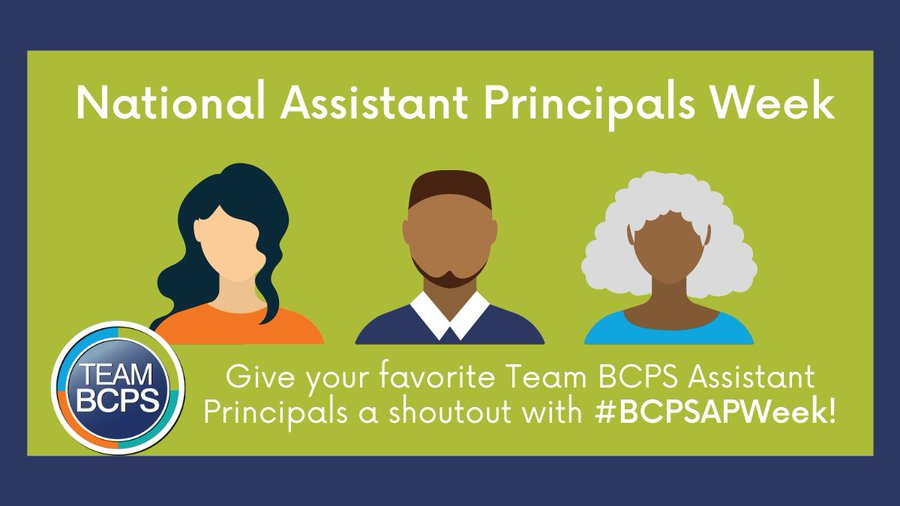 National Assistant Principals Week
TEAM
BCPS
Give your favorite Team BCPS Assistant
Principals a shoutout with #BCPSAPWeek!